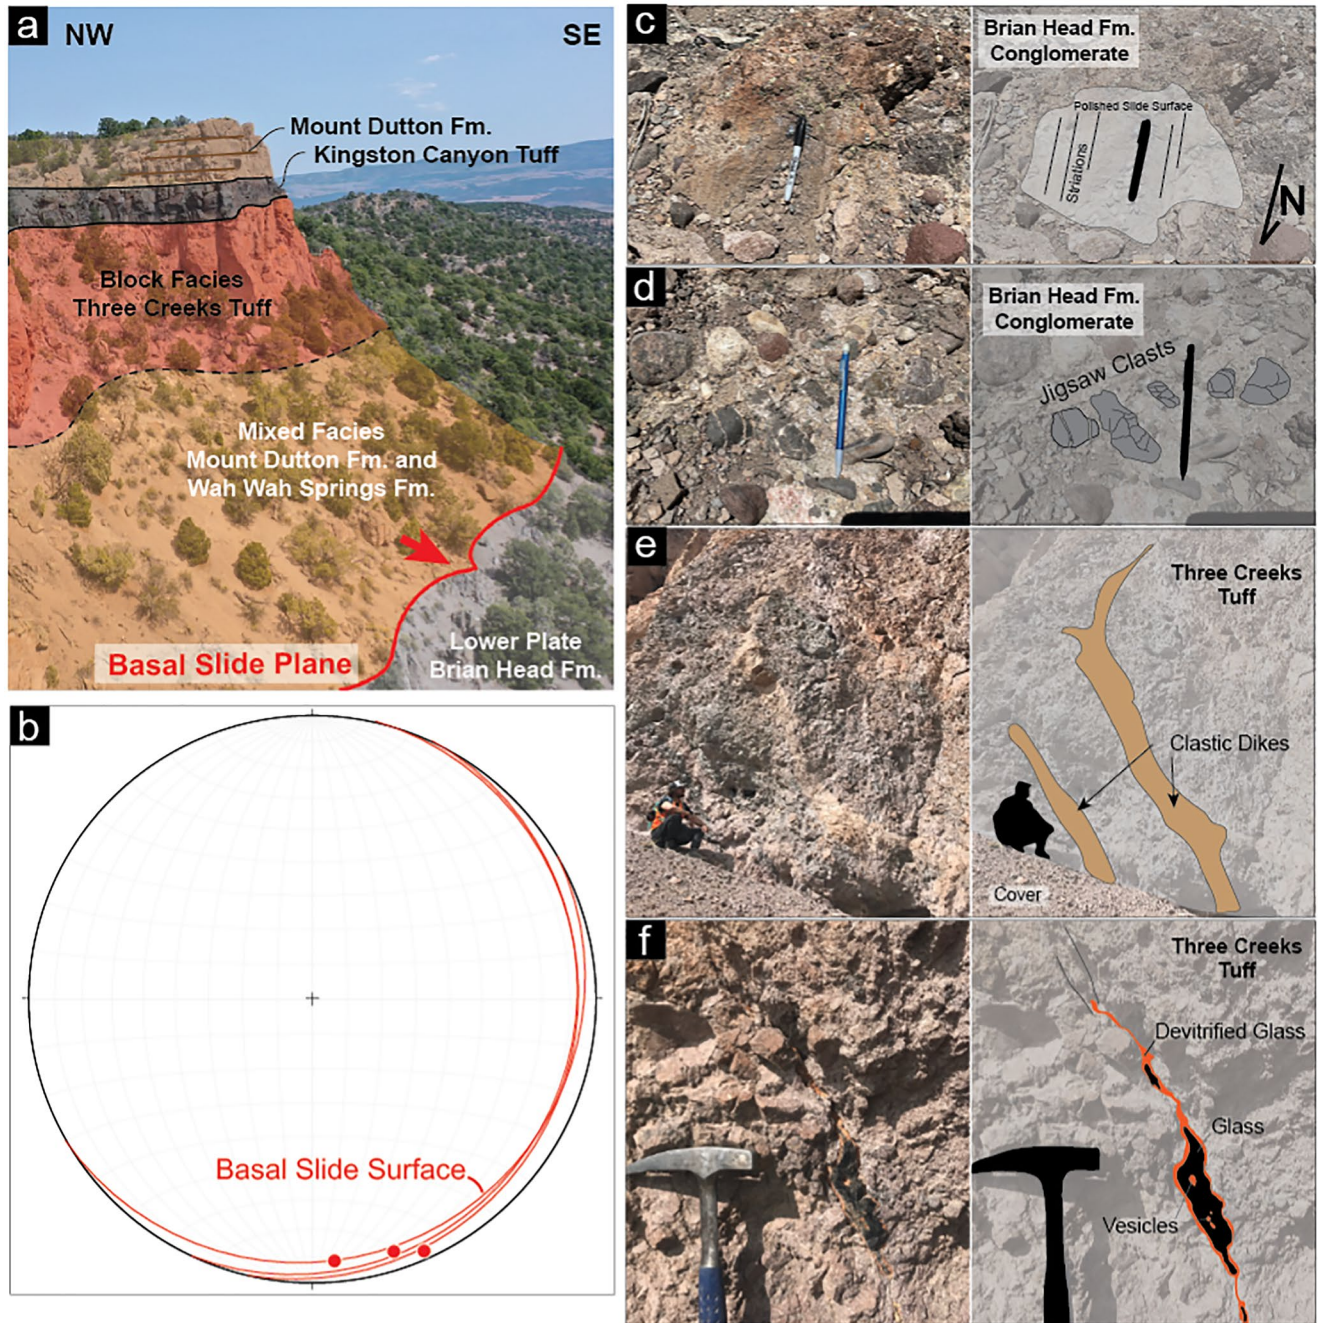 a
NW
SE
Mount Dutton Fm.
Kingston Canyon Tuff
Block Facies
Three Creeks Tuff
Mixed Facies
Mount Dutton Fm. and
Wah Wah Springs Fm.
Lower Plate
Brian Head Fm.
Basal Slide Plane
b
Basal Slide Surface
c
Brian Head Fm.
Conglomerate
Polished Slide Surface
Striations
N
d
Brian Head Fm.
Conglomerate
Jigsaw Clasts
e
Three Creeks
Tuff
Clastic Dikes
Cover
f
Three Creeks
Tuff
Devitrified Glass
Glass
Vesicles